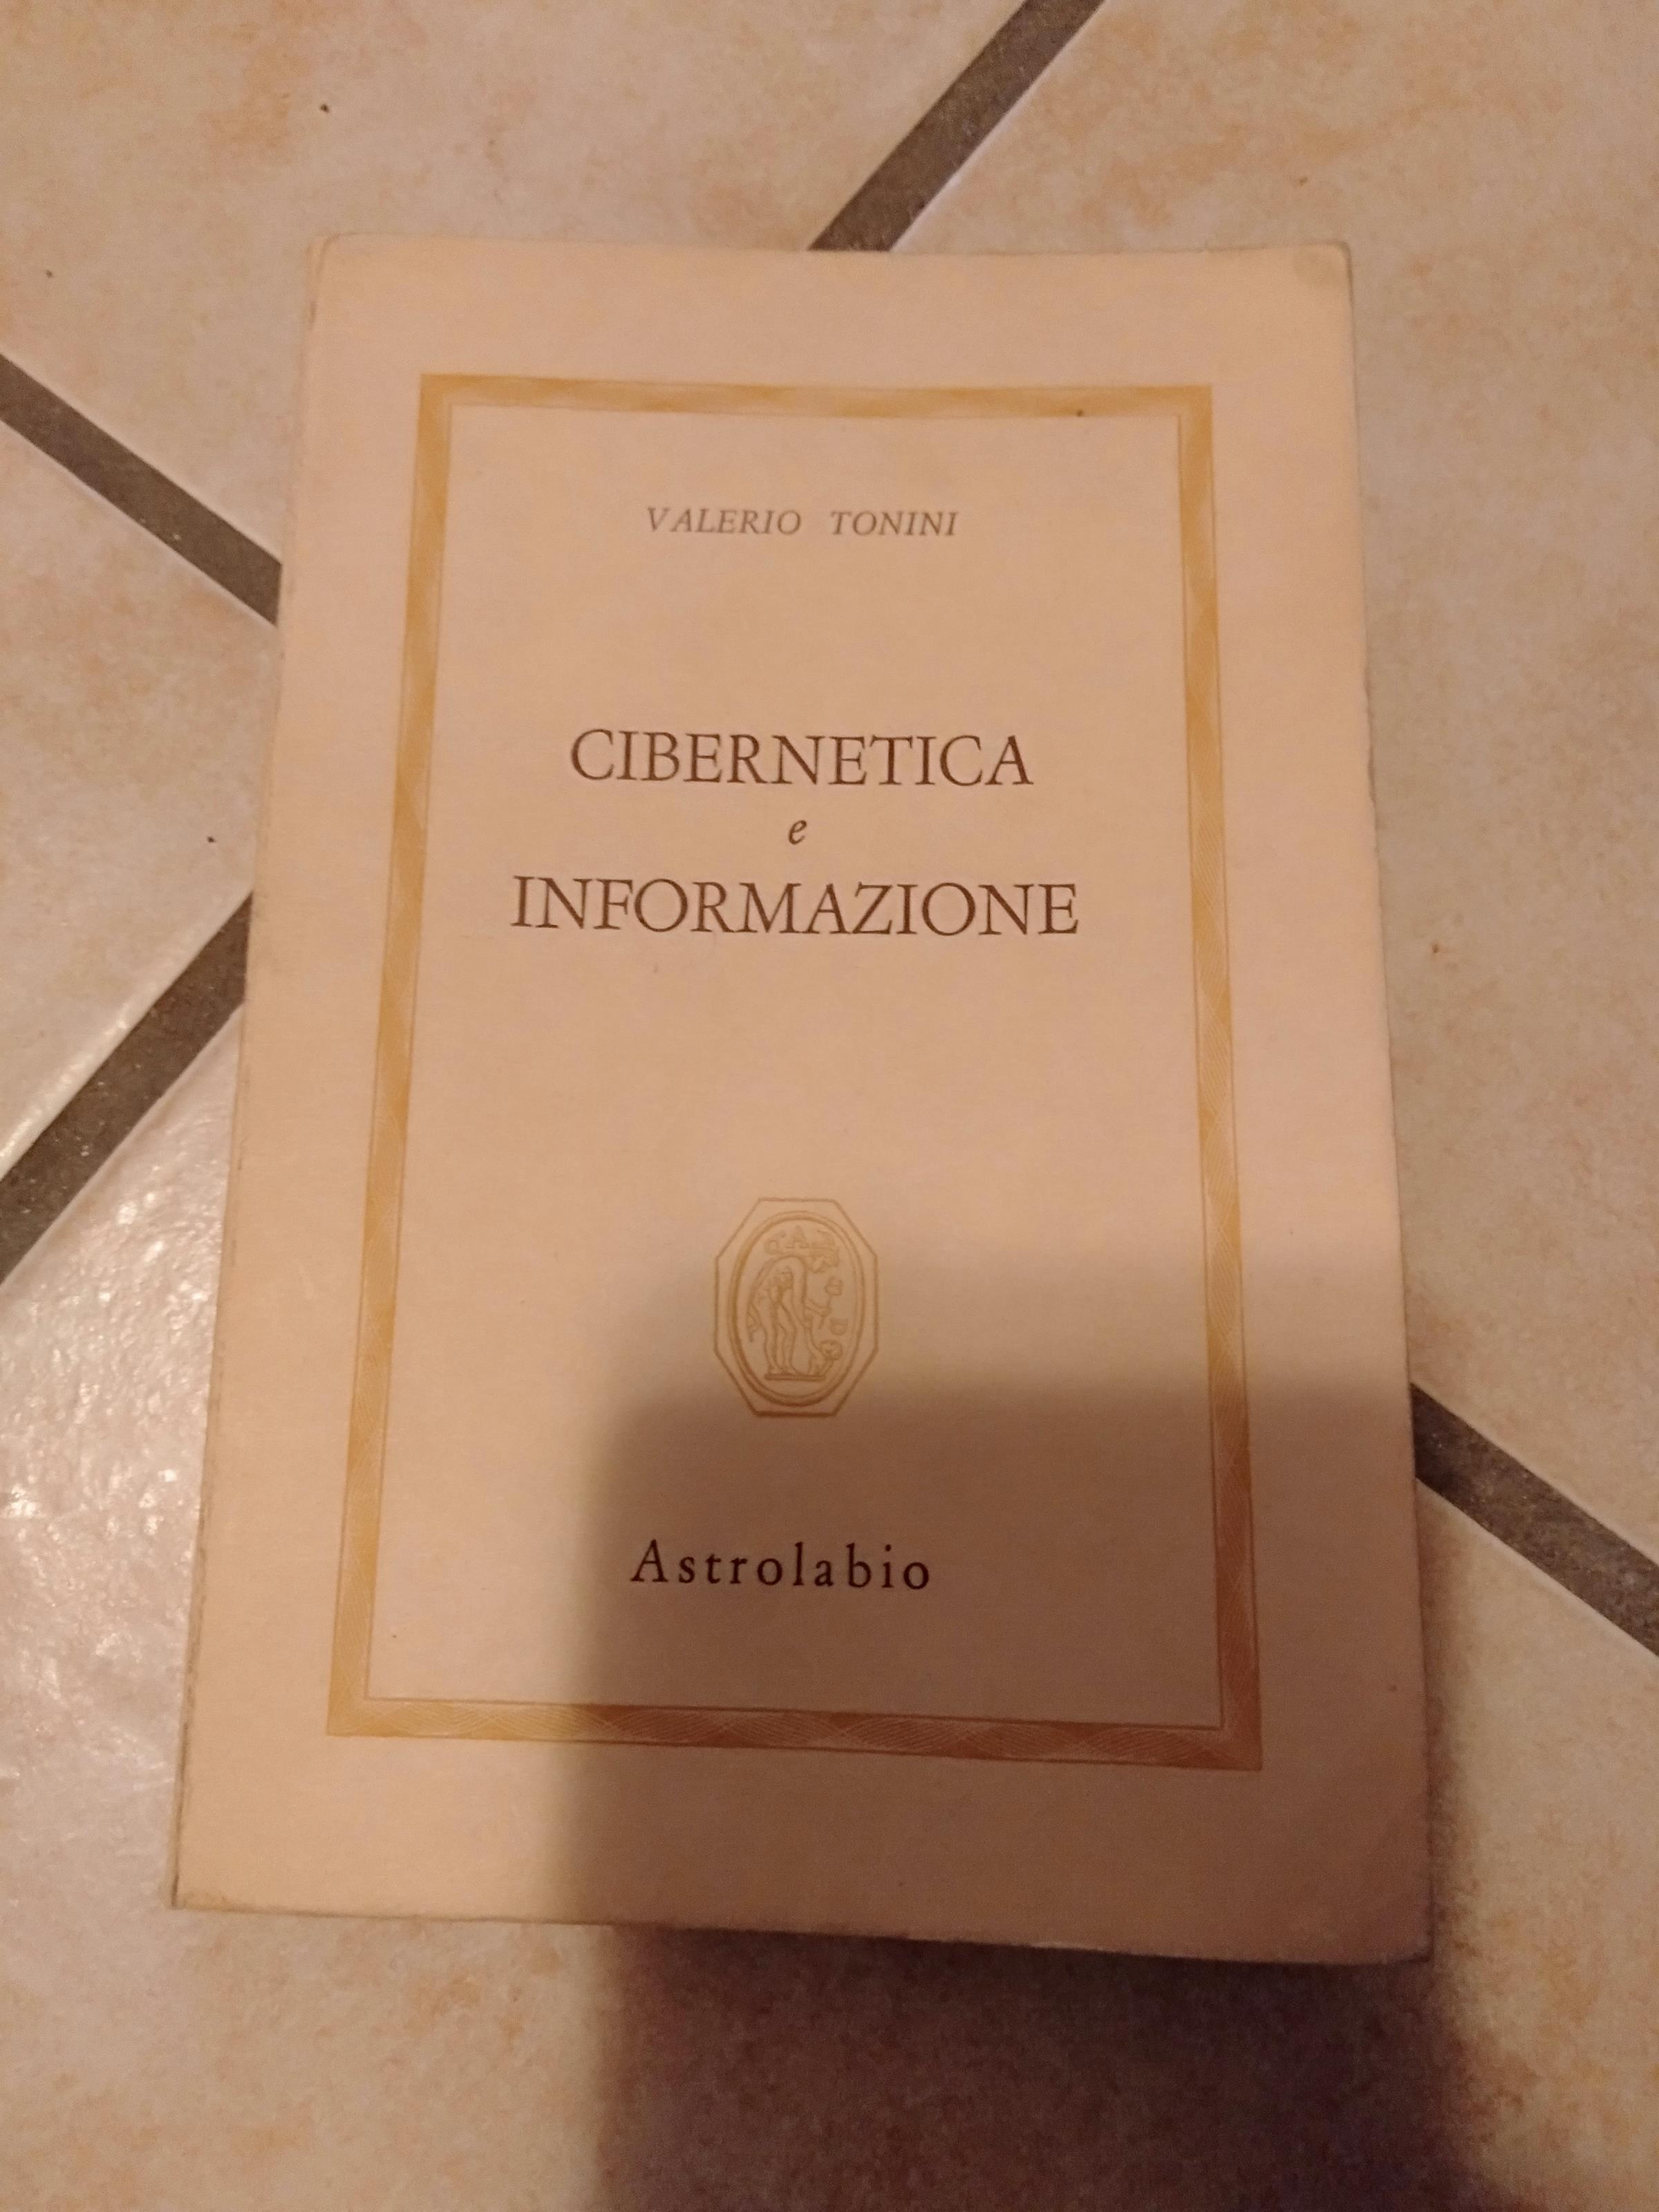 VALERIO TONINI
CIBERNETICA
e
INFORMAZIONE
Astrolabio